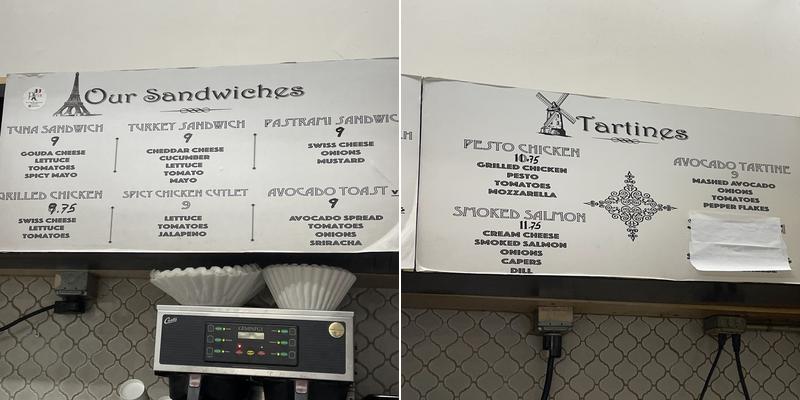 Our Sandwiches
TUNA SANDWICH
9
GOUDA CHEESE
LETTUCE
TOMATOES
SPICY MAYO
TURKEY SANDWICH
9
CHEDDAR CHEESE
CUCUMBER
LETTUCE
TOMATO
MAYO
PASTRAMI SANDWIC
9
SWISS CHEESE
ONIONS
MUSTARD
GRILLED CHICKEN
9.75
SWISS CHEESE
LETTUCE
TOMATOES
SPICY CHICKEN CUTLET
9
LETTUCE
TOMATOES
JALAPENO
AVOCADO TOAST
9
AVOCADO SPREAD
TOMATOES
ONIONS
SRIRACHA
Curtis
GEMINI
Tartines
PESTO CHICKEN
10.75
GRILLED CHICKEN
PESTO
TOMATOES
MOZZARELLA
SMOKED SALMON
11.75
CREAM CHEESE
SMOKED SALMON
ONIONS
CAPERS
DILL
AVOCADO TARTINE
9
MASHED AVOCADO
ONIONS
TOMATOES
PEPPER FLAKES